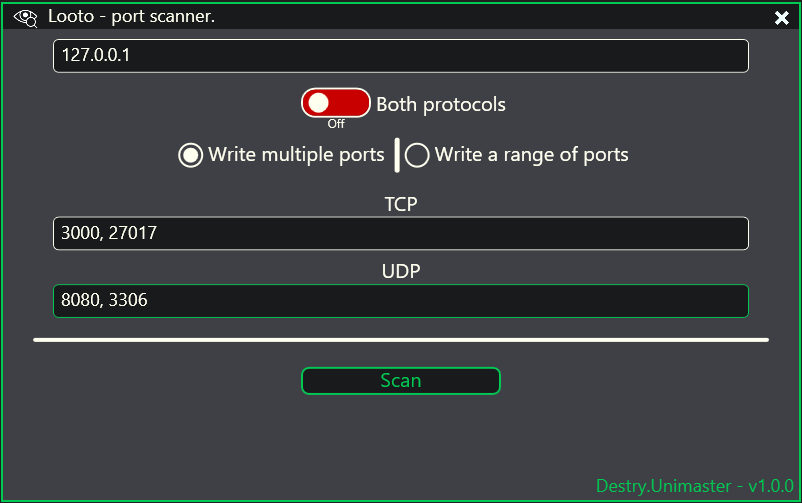 Looto - port scanner.
127.0.0.1
Both protocols
Off
Write multiple ports
Write a range of ports
TCP
3000, 27017
UDP
8080, 3306
Scan
Destry.Unimaster - v1.0.0